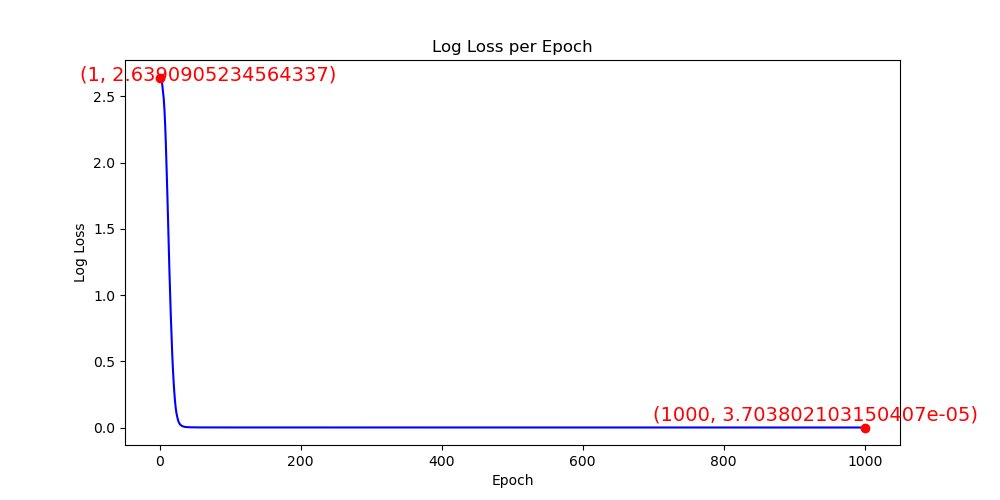 Log Loss per Epoch
(1, 2.6390905234564337)
2.5
2.0
1.5
1.0
0.5
0.0
Log Loss
(1000, 3.703802103150407e-05)
0 200 400 600 800 1000
Epoch